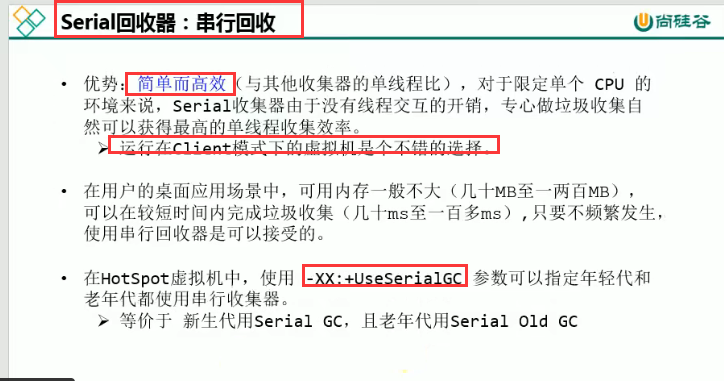 Serial回收器：串行回收
尚硅谷
• 优势：简单而高效（与其他收集器的单线程比），对于限定单个 CPU 的
环境来说，Serial收集器由于没有线程交互的开销，专心做垃圾收集自
然可以获得最高的单线程收集效率。
➢ 运行在Client模式下的虚拟机是个不错的选择。
• 在用户的桌面应用场景中，可用内存一般不大（几十MB至一两百MB），
可以在较短时间内完成垃圾收集（几十ms至一百多ms）,只要不频繁发生，
使用串行回收器是可以接受的。
• 在HotSpot虚拟机中，使用 -XX:+UseSerialGC 参数可以指定年轻代和
老年代都使用串行收集器。
➢ 等价于 新生代用Serial GC，且老年代用Serial Old GC